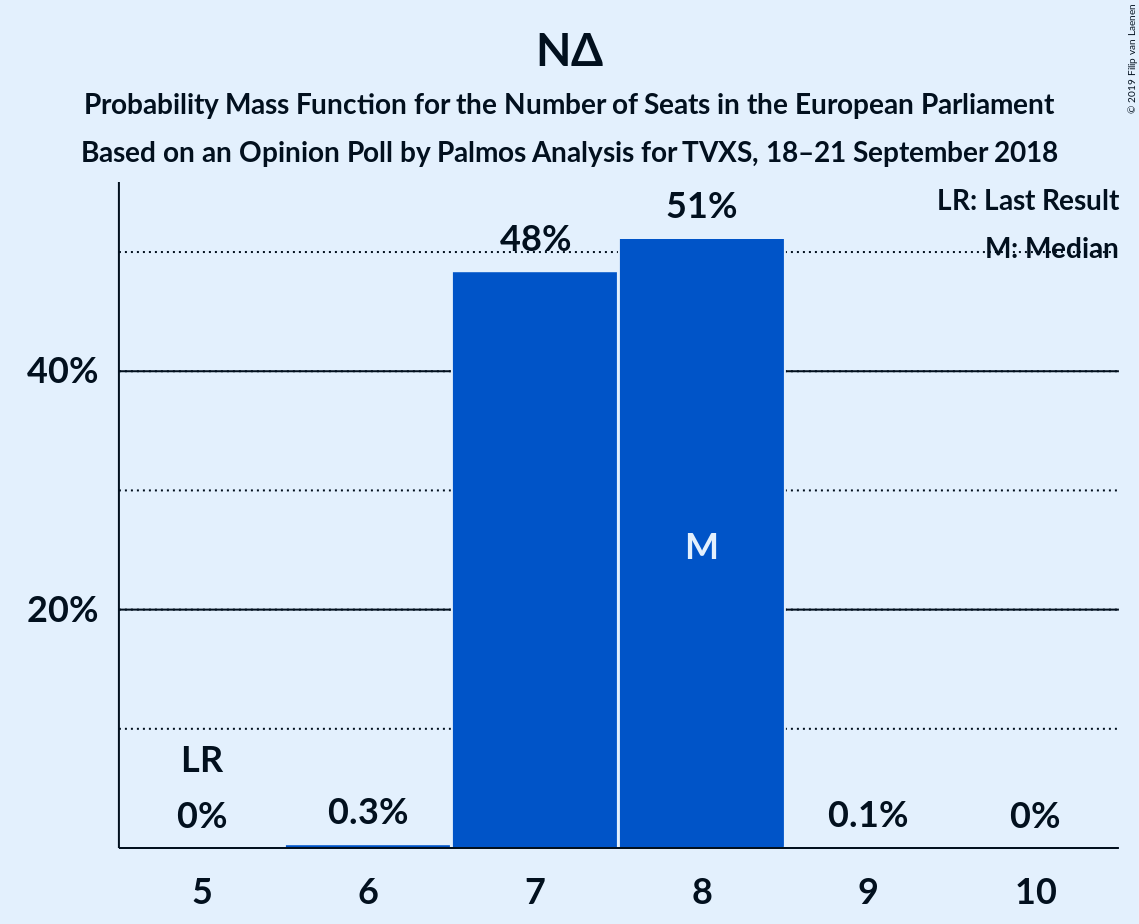 © 2019 Filip van Laenen
ΝΔ
Probability Mass Function for the Number of Seats in the European Parliament
Based on an Opinion Poll by Palmos Analysis for TVXS, 18–21 September 2018
LR: Last Result
M: Median
51%
48%
40%
20%
M
LR
0%
0.3%
0.1%
0%
5
6
7
8
9
10